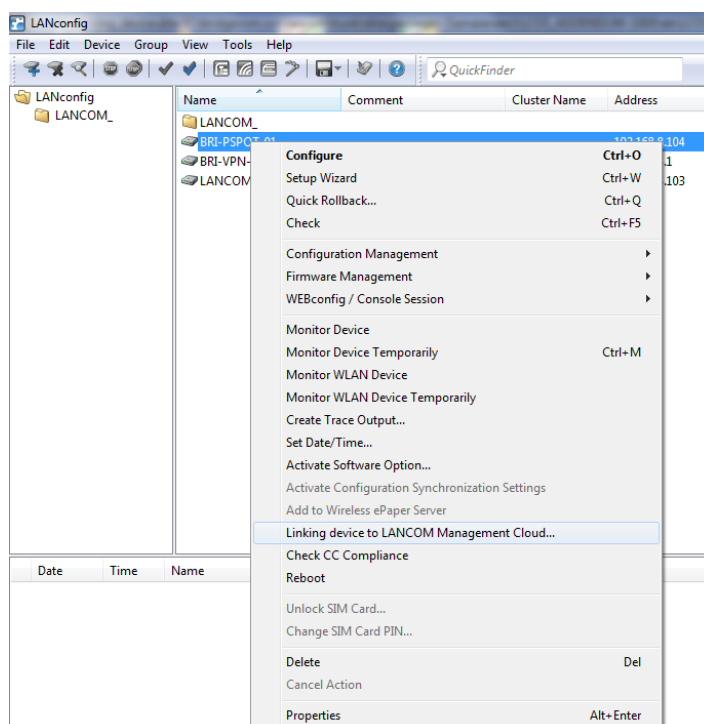 LANconfig
File Edit Device Group View Tools Help
QuickFinder
LANconfig
LANCOM_
Name Comment Cluster Name Address
LANCOM_
BRI-PSPOT-01 192.168.8.104
BRI-VPN- .1
LANCOM .103
Configure Ctrl+O
Setup Wizard Ctrl+W
Quick Rollback... Ctrl+Q
Check Ctrl+F5
Configuration Management
Firmware Management
WEBconfig / Console Session
Monitor Device
Monitor Device Temporarily Ctrl+M
Monitor WLAN Device
Monitor WLAN Device Temporarily
Create Trace Output...
Set Date/Time...
Activate Software Option...
Activate Configuration Synchronization Settings
Add to Wireless ePaper Server
Linking device to LANCOM Management Cloud...
Check CC Compliance
Reboot
Unlock SIM Card...
Change SIM Card PIN...
Delete Del
Cancel Action
Properties Alt+Enter
Date Time Name